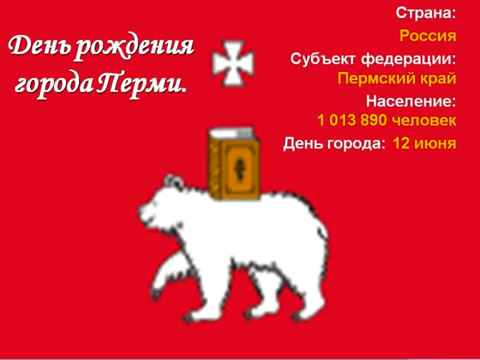 День рождения
города Перми.
Страна:
Россия
Субъект федерации:
Пермский край
Население:
1 013 890 человек
День города: 12 июня